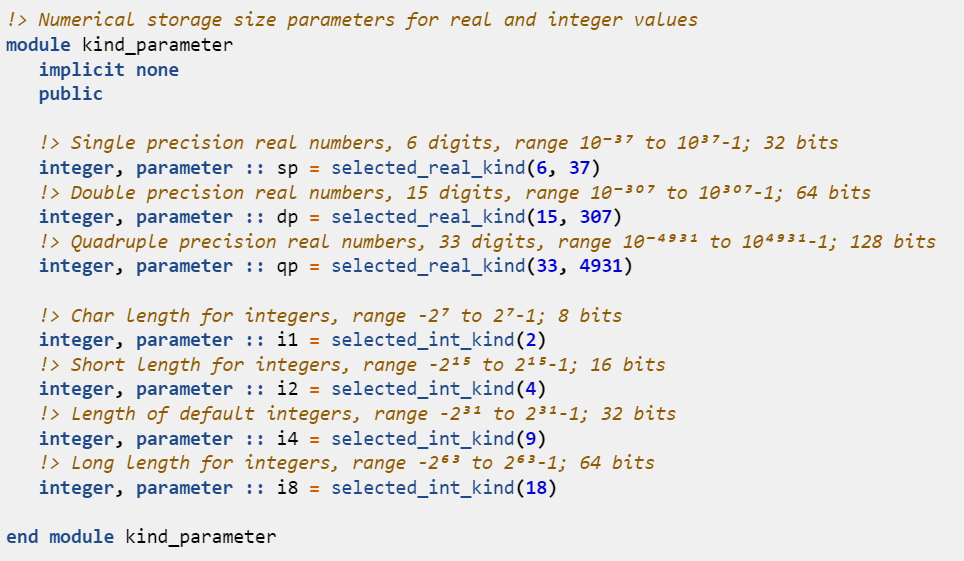 !> Numerical storage size parameters for real and integer values
module kind_parameter
   implicit none
   public

   !> Single precision real numbers, 6 digits, range 10⁻³⁷ to 10³⁷-1; 32 bits
   integer, parameter :: sp = selected_real_kind(6, 37)
   !> Double precision real numbers, 15 digits, range 10⁻³⁰⁷ to 10³⁰⁷-1; 64 bits
   integer, parameter :: dp = selected_real_kind(15, 307)
   !> Quadruple precision real numbers, 33 digits, range 10⁻⁴⁹³¹ to 10⁴⁹³¹-1; 128 bits
   integer, parameter :: qp = selected_real_kind(33, 4931)

   !> Char length for integers, range -2⁷ to 2⁷-1; 8 bits
   integer, parameter :: i1 = selected_int_kind(2)
   !> Short length for integers, range -2¹⁵ to 2¹⁵-1; 16 bits
   integer, parameter :: i2 = selected_int_kind(4)
   !> Length of default integers, range -2³¹ to 2³¹-1; 32 bits
   integer, parameter :: i4 = selected_int_kind(9)
   !> Long length for integers, range -2⁶³ to 2⁶³-1; 64 bits
   integer, parameter :: i8 = selected_int_kind(18)

end module kind_parameter